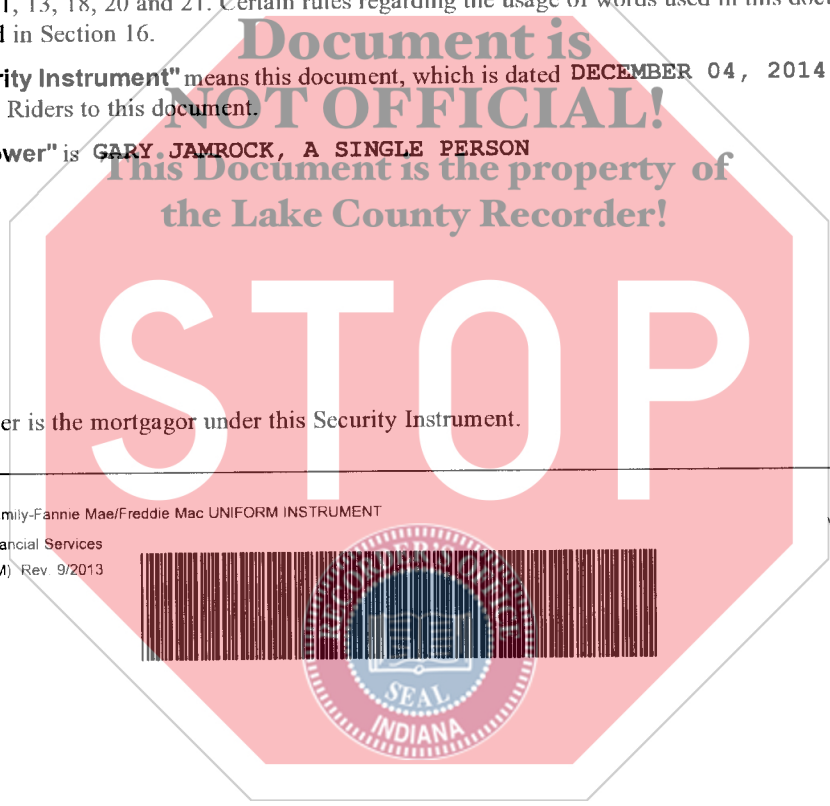 1, 13, 18, 20 and 21. Certain rules regarding the usage of words used in this
in Section 16.
Document is
rity Instrument" means this document, which is dated DECEMBER 04, 2014
Riders to this document.
NOT OFFICIAL!
wer" is GARY JAMROCK, A SINGLE PERSON
This Document is the property of
the Lake County Recorder!
STOP
er is the mortgagor under this Security Instrument.
mily-Fannie Mae/Freddie Mac UNIFORM INSTRUMENT
ancial Services
M) Rev. 9/2013
RECORDER'S OFFICE
SEAL
INDIANA